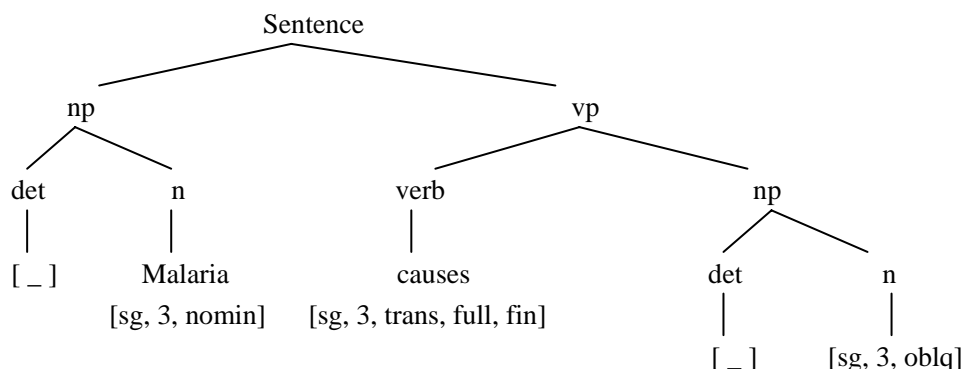 Sentence
np vp
det n verb np
[ _ ] Malaria causes det n
[sg, 3, nomin] [sg, 3, trans, full, fin]
[ _ ] [sg, 3, oblq]